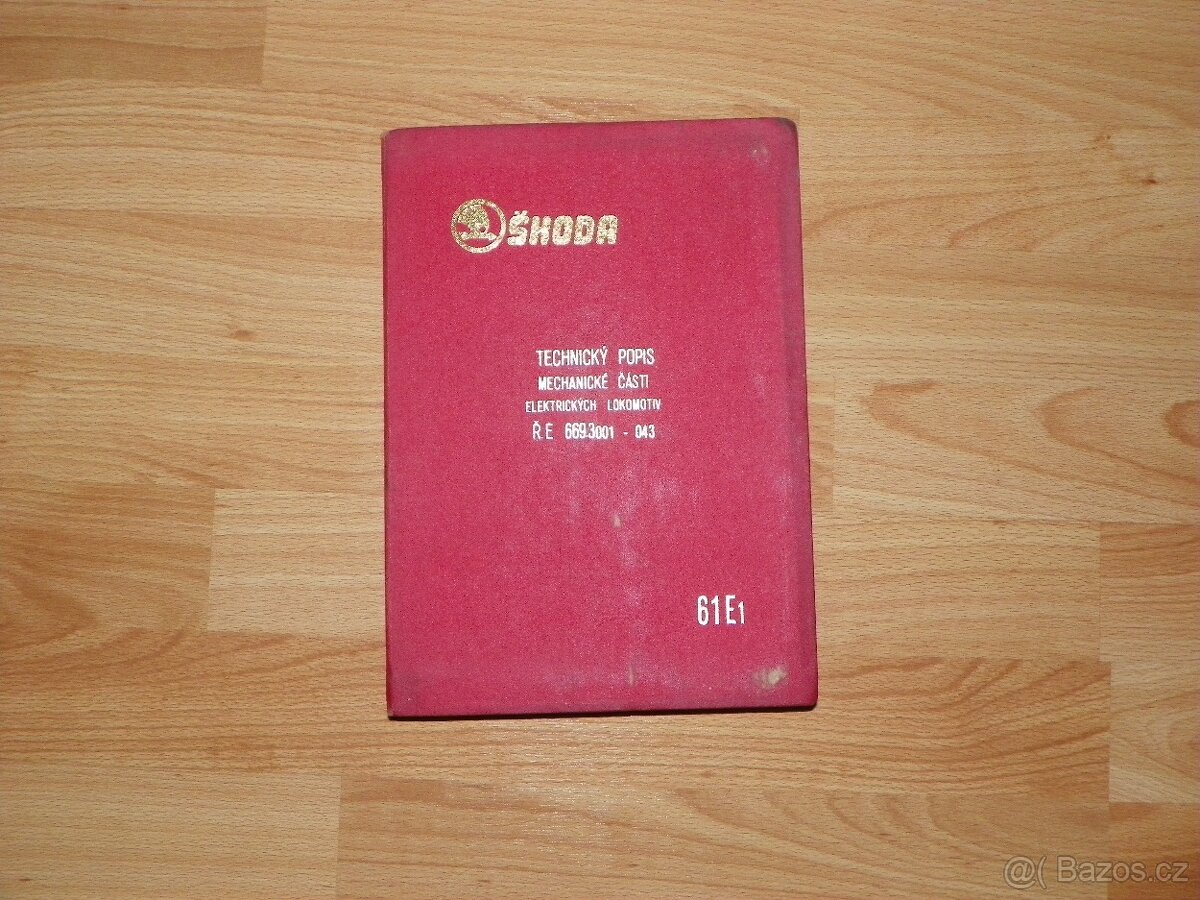 ŠKODA
TECHNICKÝ POPIS
MECHANICKÉ ČÁSTI
ELEKTRICKÝCH LOKOMOTIV
Ř.E 669.3001 - 043
61E1
@( Bazos.cz